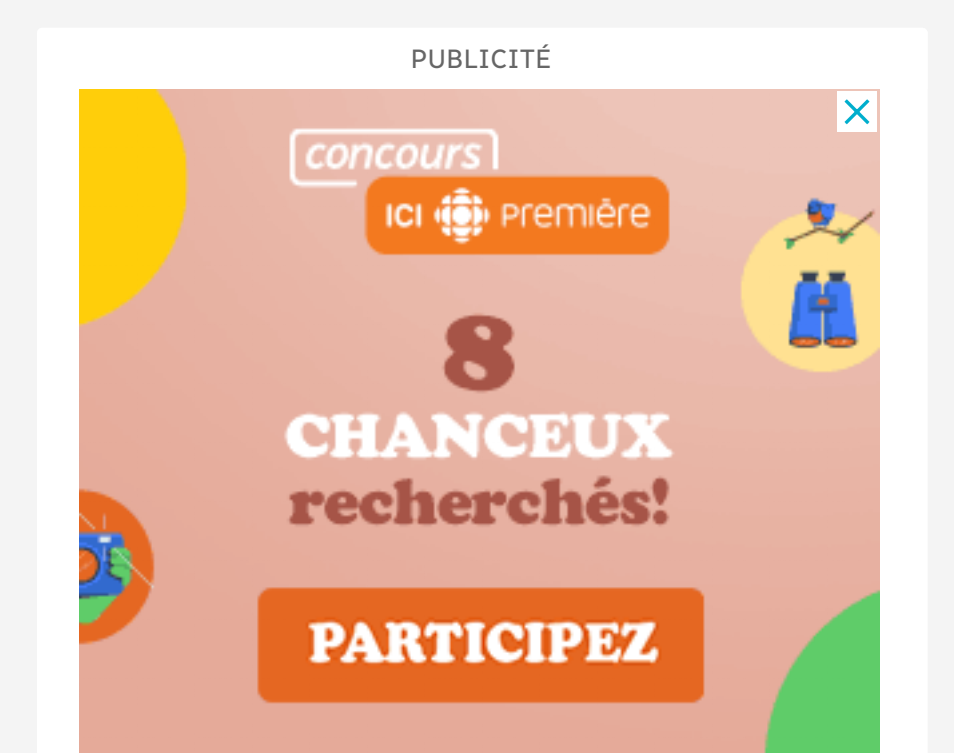 PUBLICITÉ
concours
ICI PREMIÈRE
8
CHANCEUX
recherchés!
PARTICIPEZ